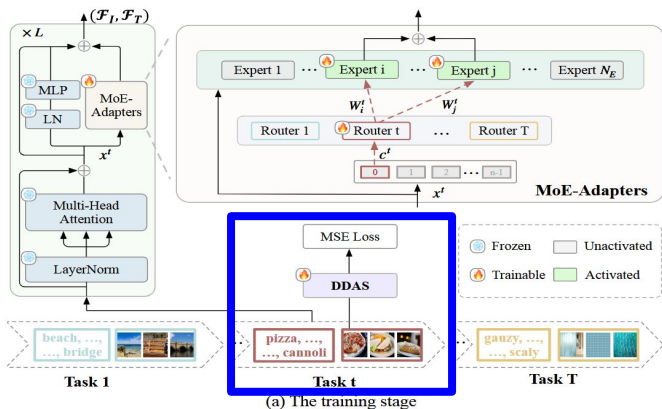 (ℱ_I, ℱ_T)
× L
MLP
LN
MoE-
Adapters
x^t
Multi-Head
Attention
LayerNorm
Expert 1 ... Expert i ... Expert j ... Expert N_E
W_i^t W_j^t
Router 1 Router t ... Router T
c^t
0 1 2 ... n-1
x^t
MoE-Adapters
MSE Loss
DDAS
Frozen
Unactivated
Trainable
Activated
beach, ...,
..., bridge
...
pizza, ...,
..., cannoli
...
gauzy, ...,
..., scaly
Task 1
Task t
Task T
(a) The training stage